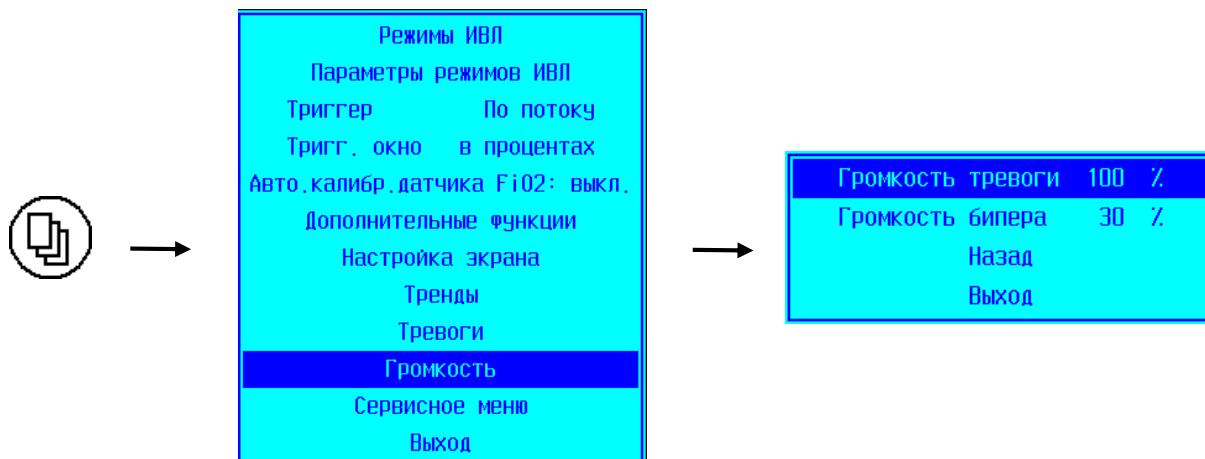 Режимы ИВЛ
Параметры режимов ИВЛ
Триггер По потоку
Тригг. окно в процентах
Авто.калибр.датчика FiO2: выкл.
Дополнительные функции
Настройка экрана
Тренды
Тревоги
Громкость
Сервисное меню
Выход
Громкость тревоги 100 %
Громкость бипера 30 %
Назад
Выход